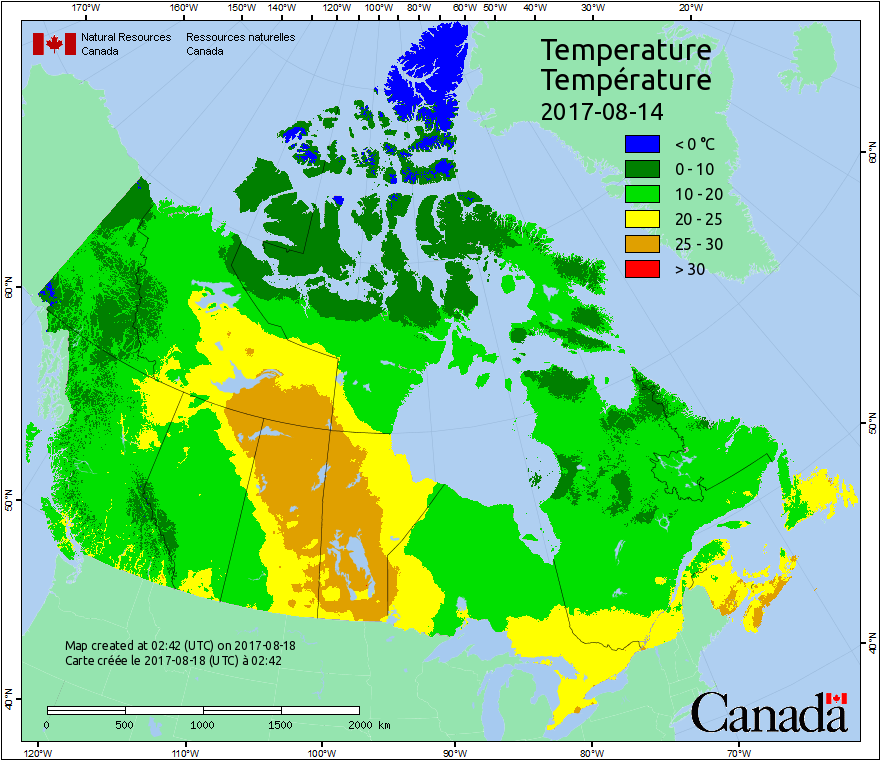 170°W 160°W 150°W 140°W 120°W 100°W 80°W 60°W 50°W 40°W 30°W 20°W
Natural Resources Ressources naturelles
Canada Canada
Temperature
Température
2017-08-14
< 0 °C
0 - 10
10 - 20
20 - 25
25 - 30
> 30
60°N
60°N
50°N
50°N
40°N
40°N
Map created at 02:42 (UTC) on 2017-08-18
Carte créée le 2017-08-18 (UTC) à 02:42
0 500 1000 1500 2000 km
Canada
120°W 110°W 100°W 90°W 80°W 70°W